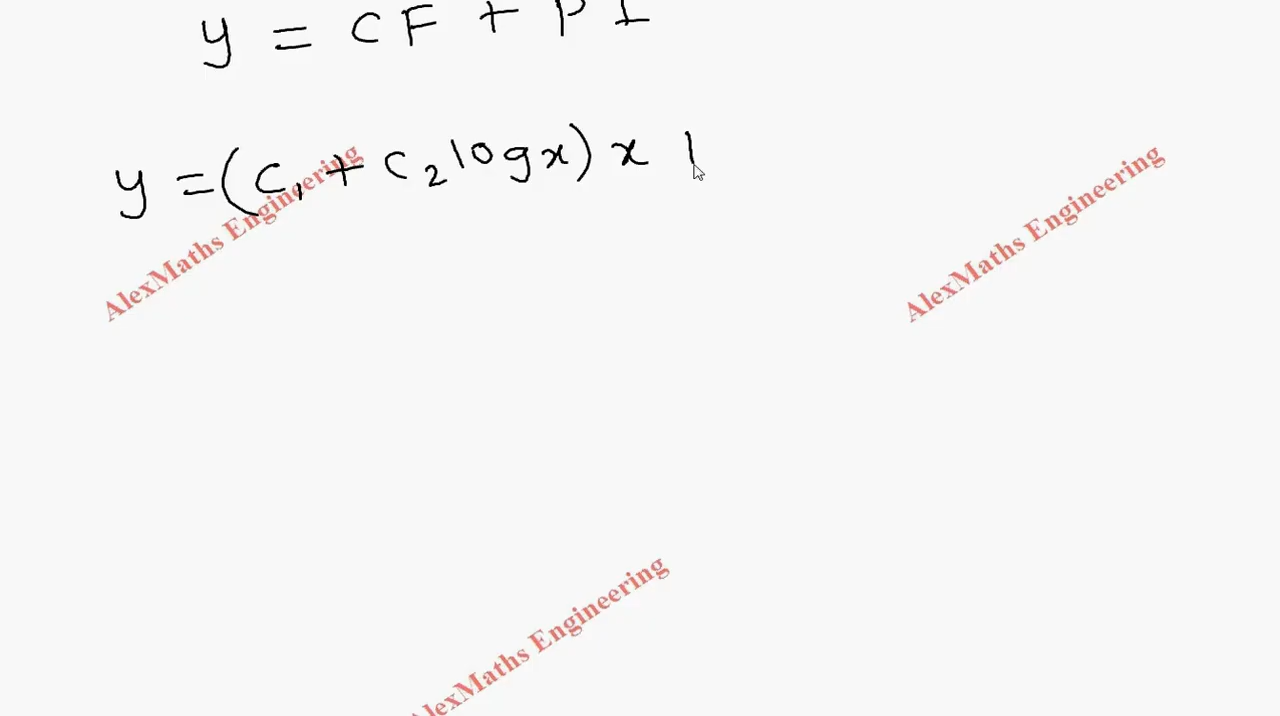 y = CF + PI
y = (c₁ + c₂ log x) x
AlexMaths Engineering
AlexMaths Engineering
AlexMaths Engineering